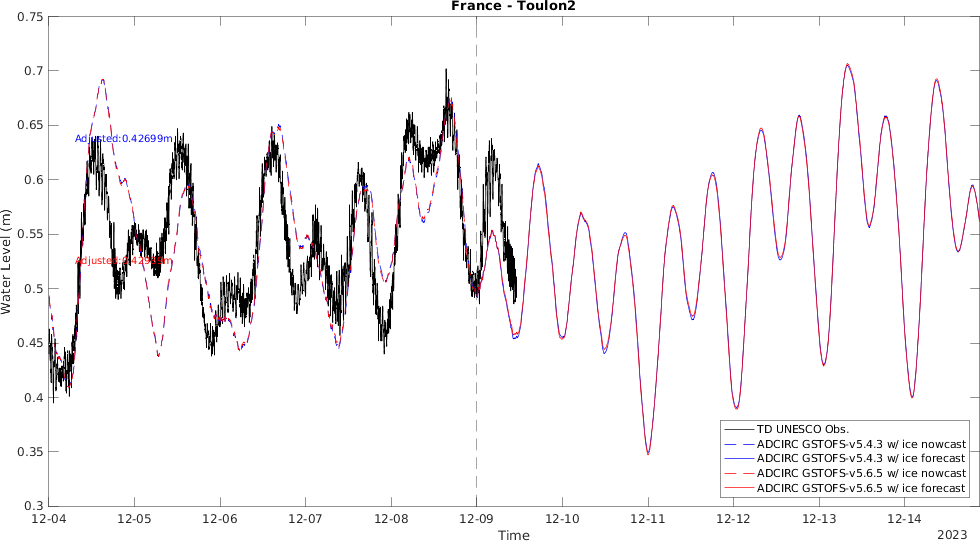 France - Toulon2
0.75
0.7
0.65
0.6
0.55
0.5
0.45
0.4
0.35
0.3
Water Level (m)
Adjusted:0.42699m
TD UNESCO Obs.
ADCIRC GSTOFS-v5.4.3 w/ ice nowcast
ADCIRC GSTOFS-v5.4.3 w/ ice forecast
ADCIRC GSTOFS-v5.6.5 w/ ice nowcast
ADCIRC GSTOFS-v5.6.5 w/ ice forecast
12-04 12-05 12-06 12-07 12-08 12-09 12-10 12-11 12-12 12-13 12-14
Time
2023